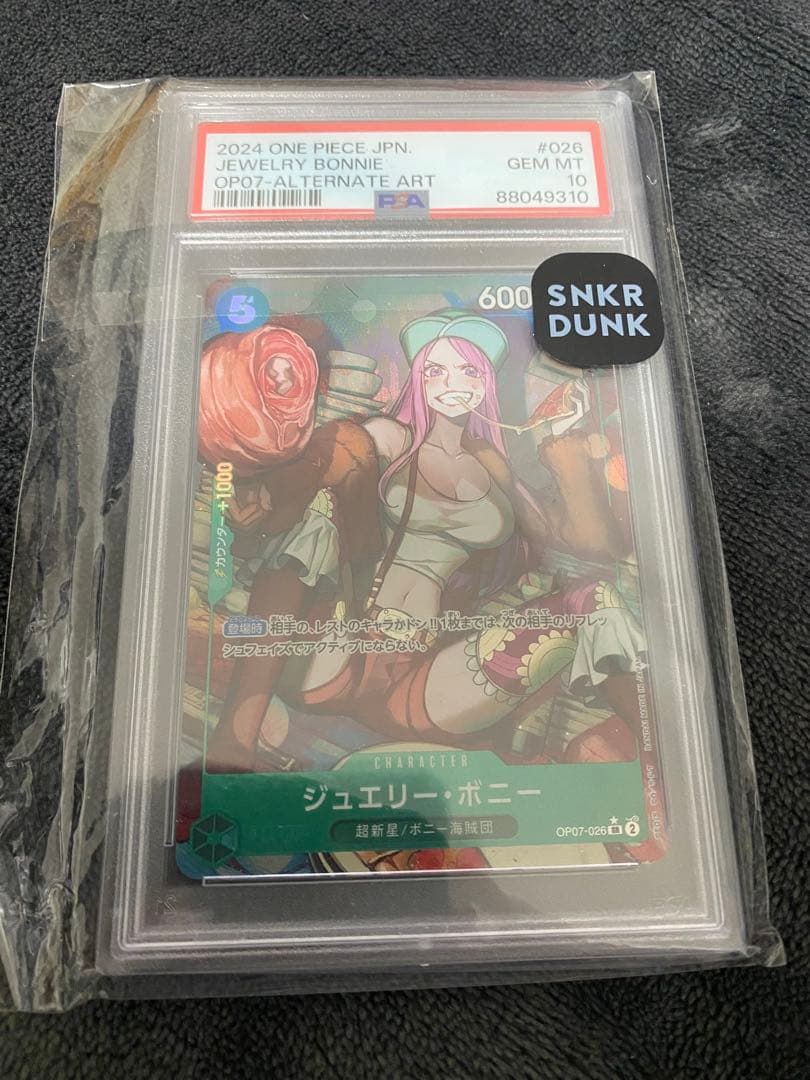 2024 ONE PIECE JPN. #026
JEWELRY BONNIE GEM MT
OP07-ALTERNATE ART 10
PSA 88049310
SNKR
DUNK
5
600
カウンター +1000
登場時 相手の、レストのキャラかドン!!1枚までは、次の相手のリフレッ
シュフェイズでアクティブにならない。
CHARACTER
ジュエリー・ボニー
超新星/ボニー海賊団
OP07-026 R 2